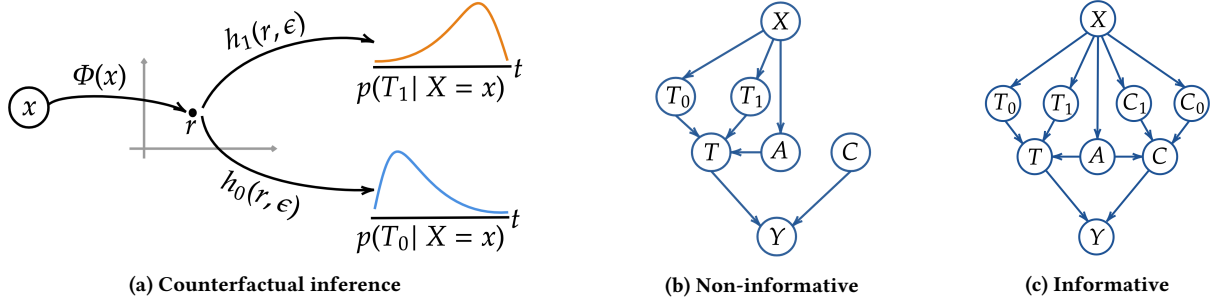 x
Φ(x)
r
h₁(r, ϵ)
h₀(r, ϵ)
t
p(T₁| X = x)
t
p(T₀| X = x)
(a) Counterfactual inference
X
T₀ T₁
T A C
Y
(b) Non-informative
X
T₀ T₁ C₁ C₀
T A C
Y
(c) Informative